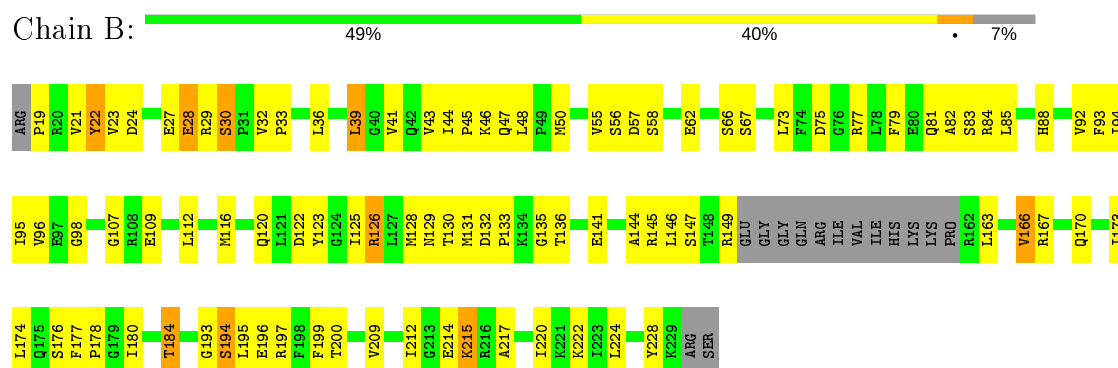 Chain B:
49% 40% • 7%
ARG P19 R20 V21 Y22 V23 D24 E27 E28 R29 S30 P31 V32 P33 L36 L39 G40 V41 Q42 V43 I44 P45 K46 Q47 L48 P49 M50 V55 S56 D57 S58 E62 S66 S67 L73 F74 D75 G76 R77 L78 F79 E80 Q81 A82 S83 R84 L85 H88 V92 F93 I94
I95 V96 E97 G98 G107 R108 E109 L112 M116 Q120 L121 D122 Y123 G124 I125 R126 L127 M128 N129 T130 M131 D132 P133 K134 G135 T136 E141 A144 R145 L146 S147 T148 R149 GLU GLY GLY GLN ARG ILE VAL ILE HIS LYS LYS PRO R162 L163 V166 R167 Q170 I173
L174 Q175 S176 F177 P178 G179 I180 T184 G193 S194 L195 E196 R197 F198 F199 T200 V209 I212 G213 E214 K215 R216 A217 I220 K221 K222 I223 L224 Y228 K229 ARG SER